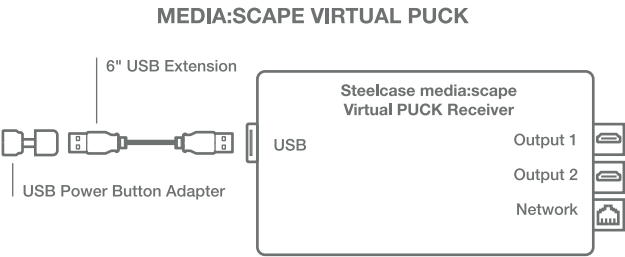 MEDIA:SCAPE VIRTUAL PUCK
6" USB Extension
Steelcase media:scape
Virtual PUCK Receiver
USB
Output 1
Output 2
Network
USB Power Button Adapter